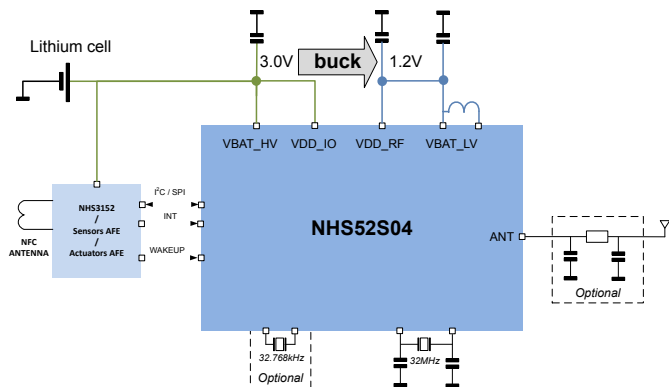 Lithium cell
3.0V
buck
1.2V
VBAT_HV
VDD_IO
VDD_RF
VBAT_LV
I²C / SPI
NHS3152
/
Sensors AFE
/
Actuators AFE
INT
WAKEUP
NFC
ANTENNA
NHS52S04
ANT
Optional
32.768kHz
Optional
32MHz